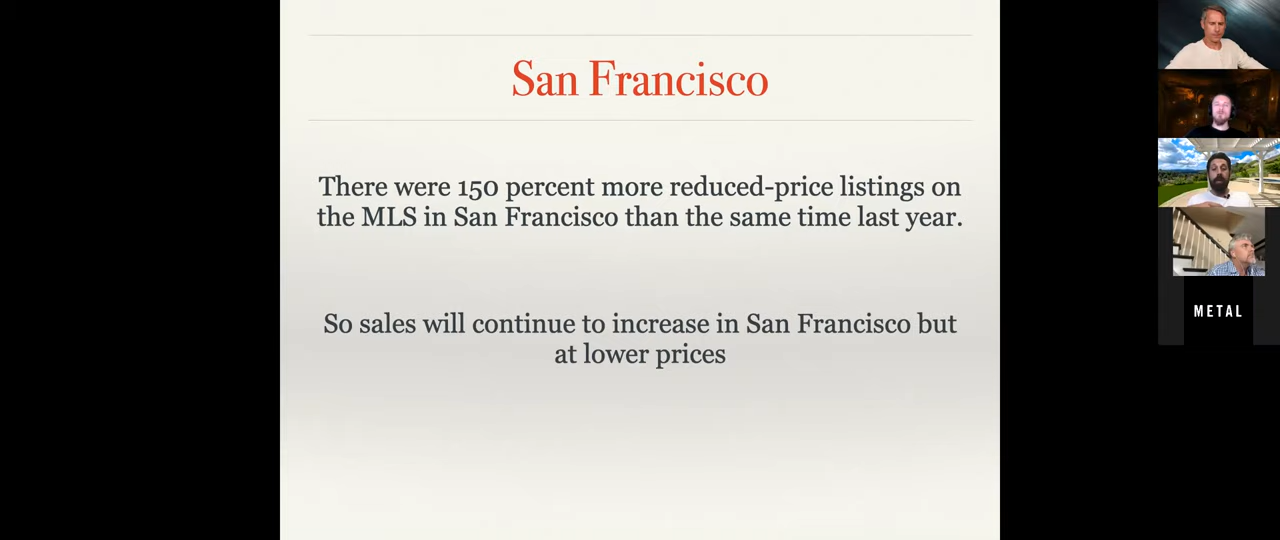 San Francisco
There were 150 percent more reduced-price listings on
the MLS in San Francisco than the same time last year.
So sales will continue to increase in San Francisco but
at lower prices
METAL